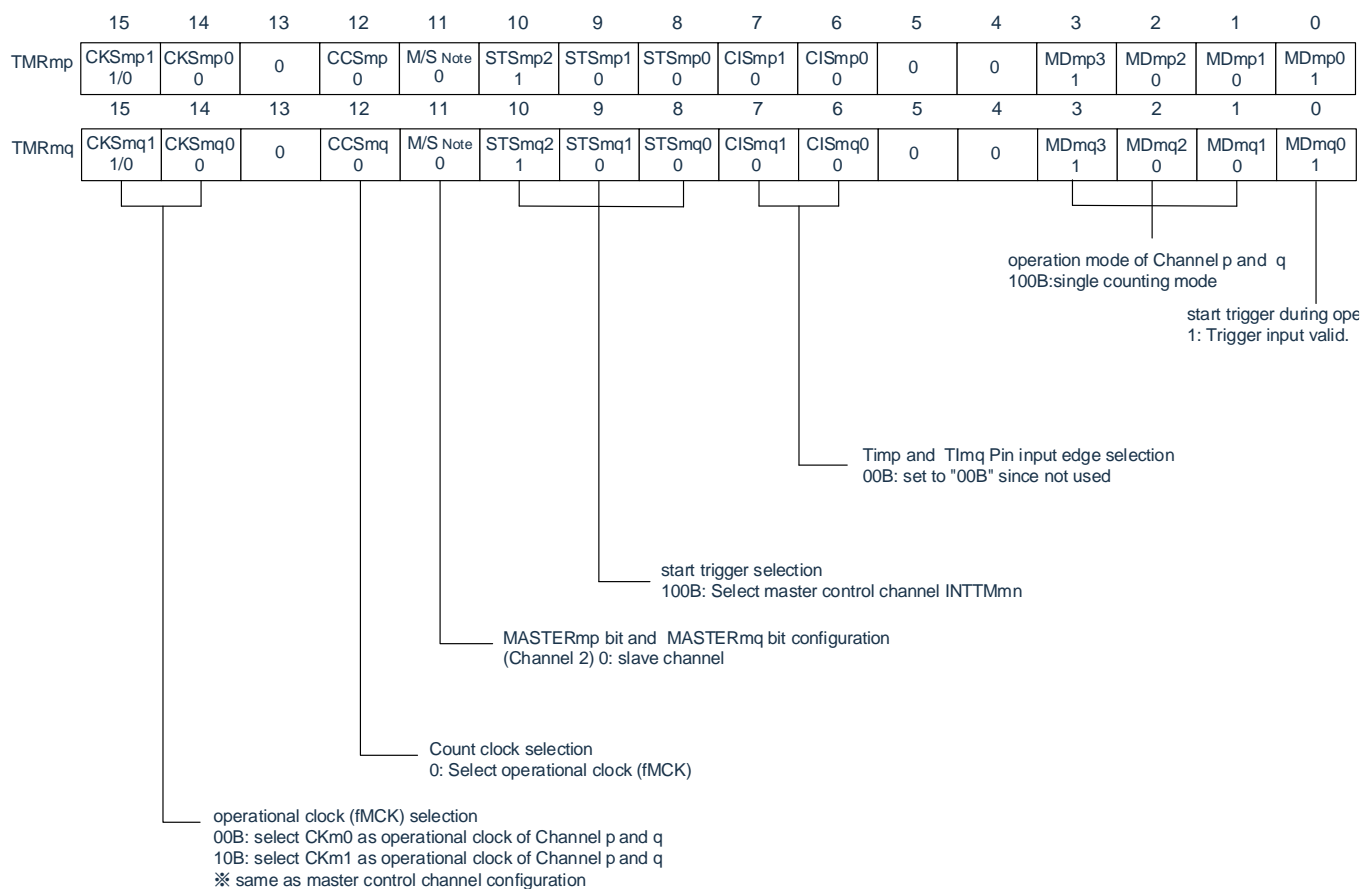 15 14 13 12 11 10 9 8 7 6 5 4 3 2 1 0
TMRmp CKSmp1 CKSmp0 0 CCSmp M/S Note STSmp2 STSmp1 STSmp0 CISmp1 CISmp0 0 0 MDmp3 MDmp2 MDmp1 MDmp0
1/0 0 0 0 1 0 0 0 0 1 0 0 1
15 14 13 12 11 10 9 8 7 6 5 4 3 2 1 0
TMRmq CKSmq1 CKSmq0 0 CCSmq M/S Note STSmq2 STSmq1 STSmq0 CISmq1 CISmq0 0 0 MDmq3 MDmq2 MDmq1 MDmq0
1/0 0 0 0 1 0 0 0 0 1 0 0 1
operation mode of Channel p and q
100B:single counting mode
start trigger during ope
1: Trigger input valid.
Timp and TImq Pin input edge selection
00B: set to "00B" since not used
start trigger selection
100B: Select master control channel INTTMmn
MASTERmp bit and MASTERmq bit configuration
(Channel 2) 0: slave channel
Count clock selection
0: Select operational clock (fMCK)
operational clock (fMCK) selection
00B: select CKm0 as operational clock of Channel p and q
10B: select CKm1 as operational clock of Channel p and q
※ same as master control channel configuration